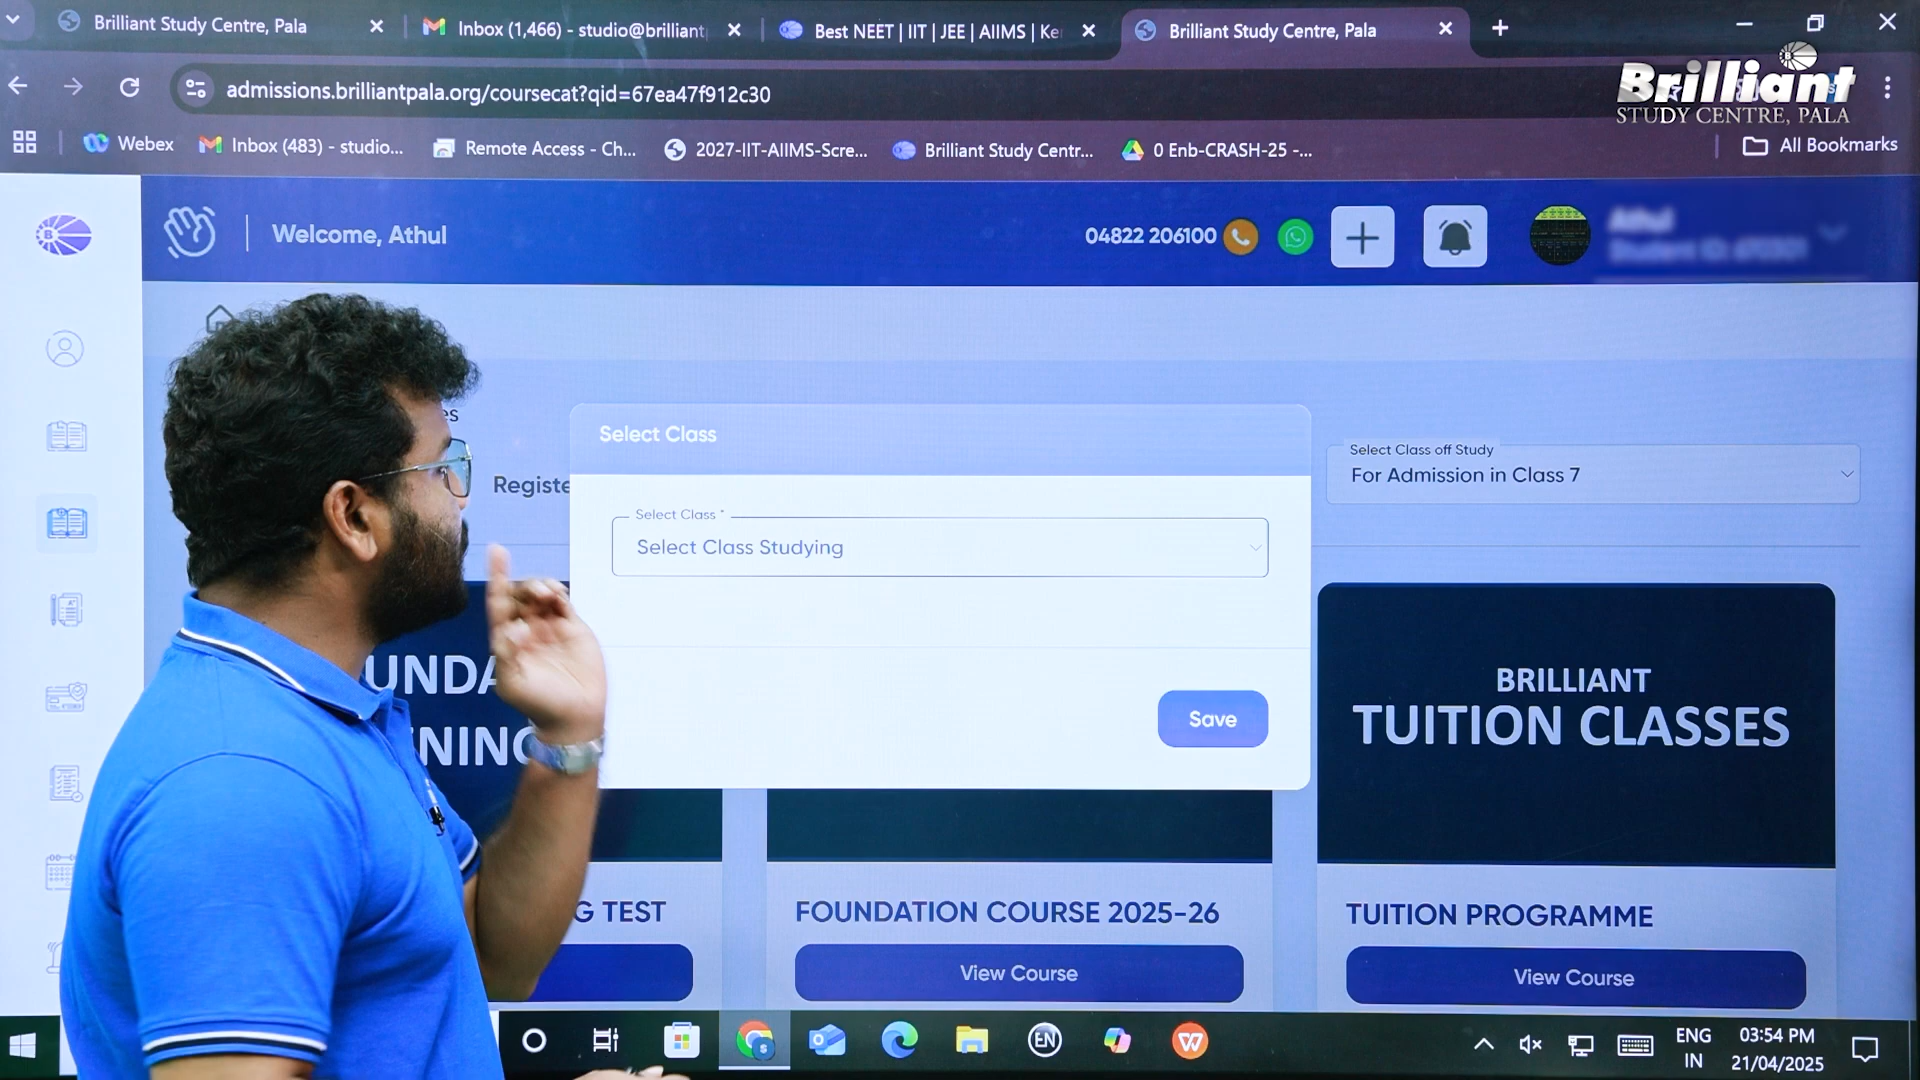 Brilliant Study Centre, Pala
Inbox (1,466) - studio@brilliant
Best NEET | IIT | JEE | AIIMS | Ke
Brilliant Study Centre, Pala
admissions.brilliantpala.org/coursecat?qid=67ea47f912c30
Brilliant
STUDY CENTRE, PALA
Webex
Inbox (483) - studio...
Remote Access - Ch...
2027-IIT-AIIMS-Scre...
Brilliant Study Centr...
0 Enb-CRASH-25 -...
All Bookmarks
Welcome, Athul
04822 206100
Athul
es
Registe
Select Class
Select Class *
Select Class Studying
Save
Select Class off Study
For Admission in Class 7
UNDA
NING
BRILLIANT
TUITION CLASSES
G TEST
FOUNDATION COURSE 2025-26
View Course
TUITION PROGRAMME
View Course
EN
ENG
IN
03:54 PM
21/04/2025